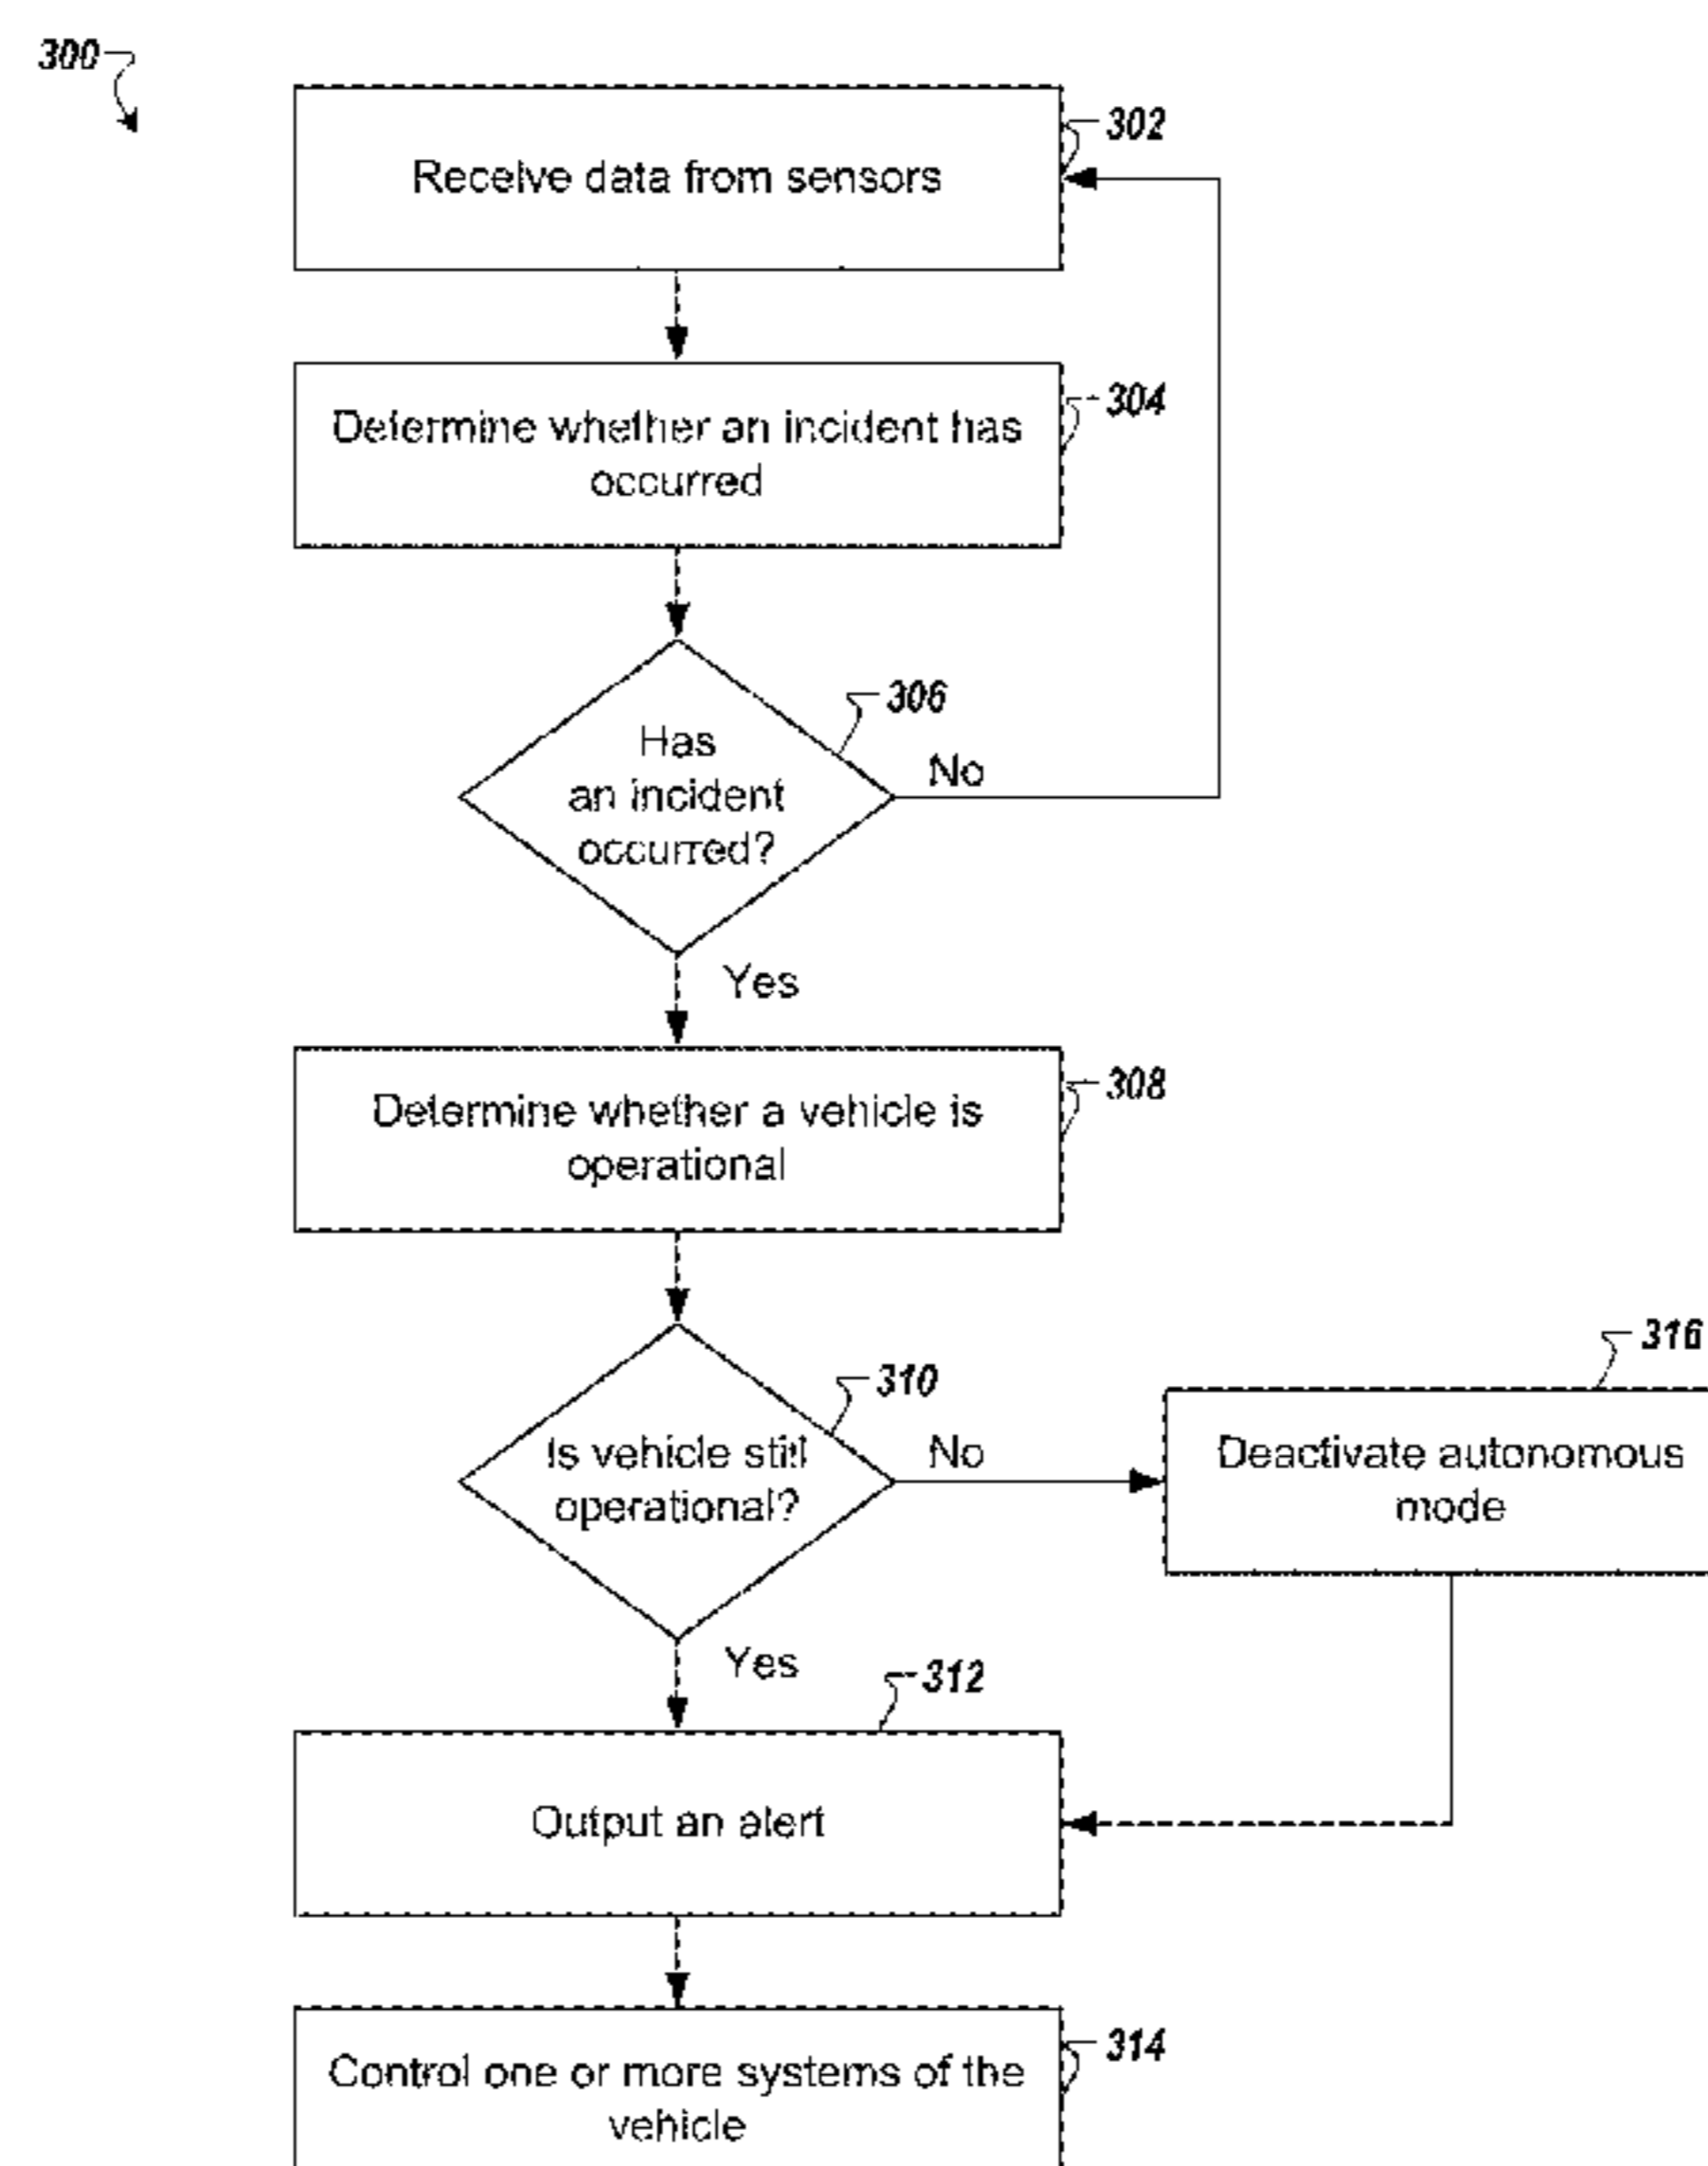 300
Receive data from sensors
302
Determine whether an incident has
occurred
304
306
Has
an incident
occurred?
No
Yes
Determine whether a vehicle is
operational
308
310
Is vehicle still
operational?
No
316
Deactivate autonomous
mode
Yes
312
Output an alert
Control one or more systems of the
vehicle
314